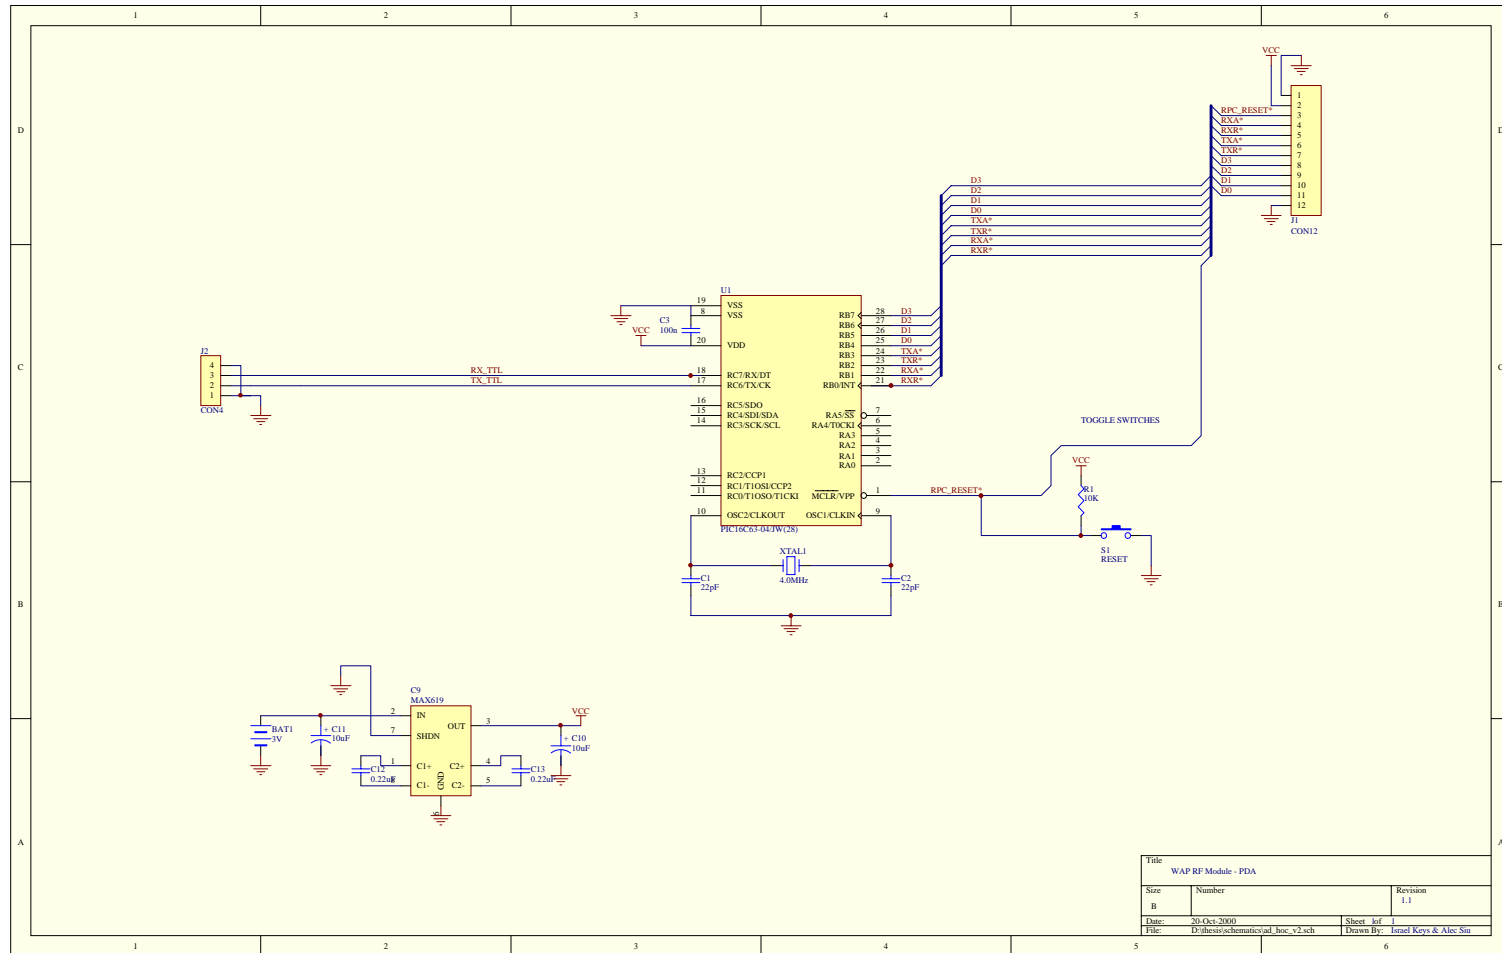 1 2 3 4 5 6
D
C
B
A
VCC
1
2
RPC_RESET* 3
RXA* 4
RXR* 5
TXA* 6
TXR* 7
D3 8
D2 9
D1 10
D0 11
12
J1
CON12
D3
D2
D1
D0
TXA*
TXR*
RXA*
RXR*
U1
19 VSS
8 VSS
C3
100n
VCC
20 VDD
18 RC7/RX/DT
17 RC6/TX/CK
16 RC5/SDO
15 RC4/SDI/SDA
14 RC3/SCK/SCL
13 RC2/CCP1
12 RC1/T1OSI/CCP2
11 RC0/T1OSO/T1CKI
10 OSC2/CLKOUT
RB7 28 D3
RB6 27 D2
RB5 26 D1
RB4 25 D0
RB3 24 TXA*
RB2 23 TXR*
RB1 22 RXA*
RB0/INT 21 RXR*
RA5/SS 7
RA4/T0CKI 6
RA3 5
RA2 4
RA1 3
RA0 2
MCLR/VPP 1 RPC_RESET*
OSC1/CLKIN 9
PIC16C63-04/JW(28)
J2
4
3 RX_TTL
2 TX_TTL
1
CON4
TOGGLE SWITCHES
VCC
R1
10K
S1
RESET
XTAL1
4.0MHz
C1
22pF
C2
22pF
C9
MAX619
2 IN
7 SHDN
1 C1+
8 C1-
OUT 3
C2+ 4
C2- 5
GND
6
VCC
BAT1
3V
+ C11
10uF
C12
0.22uF
+ C10
10uF
C13
0.22uF
Title
WAP RF Module - PDA
Size Number Revision
B 1.1
Date: 20-Oct-2000 Sheet 1of 1
File: D:\thesis\schematics\ad_hoc_v2.sch Drawn By: Israel Keys & Alec Siu
D
C
B
A
1 2 3 4 5 6